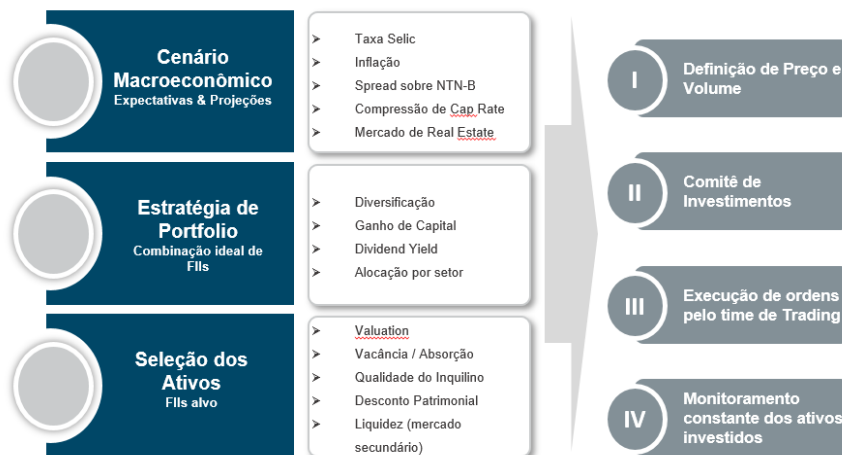 Cenário
Macroeconômico
Expectativas & Projeções
Taxa Selic
Inflação
Spread sobre NTN-B
Compressão de Cap Rate
Mercado de Real Estate
Estratégia de
Portfolio
Combinação ideal de
FIIs
Diversificação
Ganho de Capital
Dividend Yield
Alocação por setor
Seleção dos
Ativos
FIIs alvo
Valuation
Vacância / Absorção
Qualidade do Inquilino
Desconto Patrimonial
Liquidez (mercado
secundário)
I
Definição de Preço e
Volume
II
Comitê de
Investimentos
III
Execução de ordens
pelo time de Trading
IV
Monitoramento
constante dos ativos
investidos